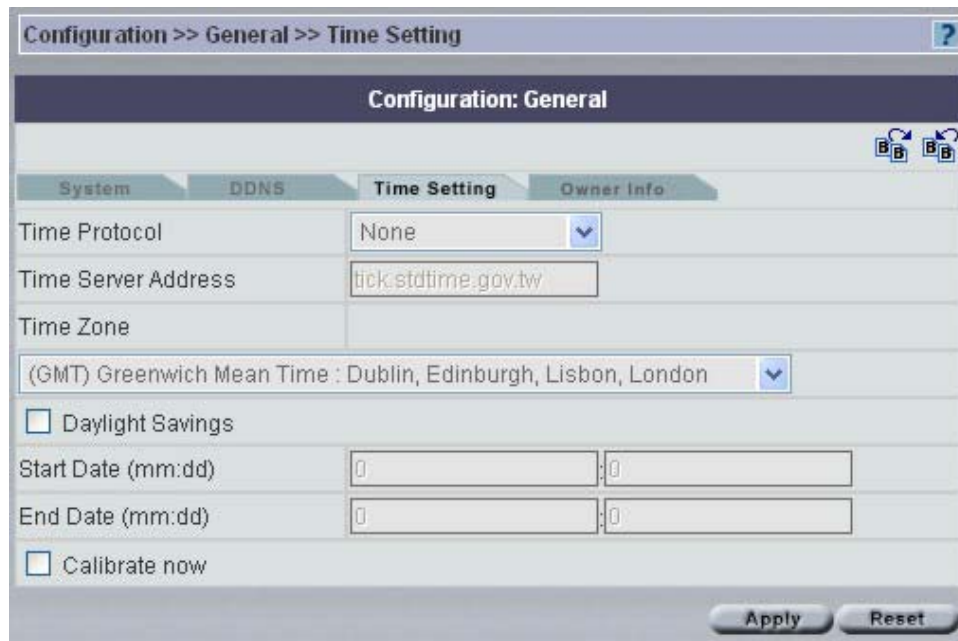 Configuration >> General >> Time Setting ?
Configuration: General
B B B B
System DDNS Time Setting Owner Info
Time Protocol None
Time Server Address tick.stdtime.gov.tw
Time Zone
(GMT) Greenwich Mean Time : Dublin, Edinburgh, Lisbon, London
Daylight Savings
Start Date (mm:dd) 0 : 0
End Date (mm:dd) 0 : 0
Calibrate now
Apply Reset